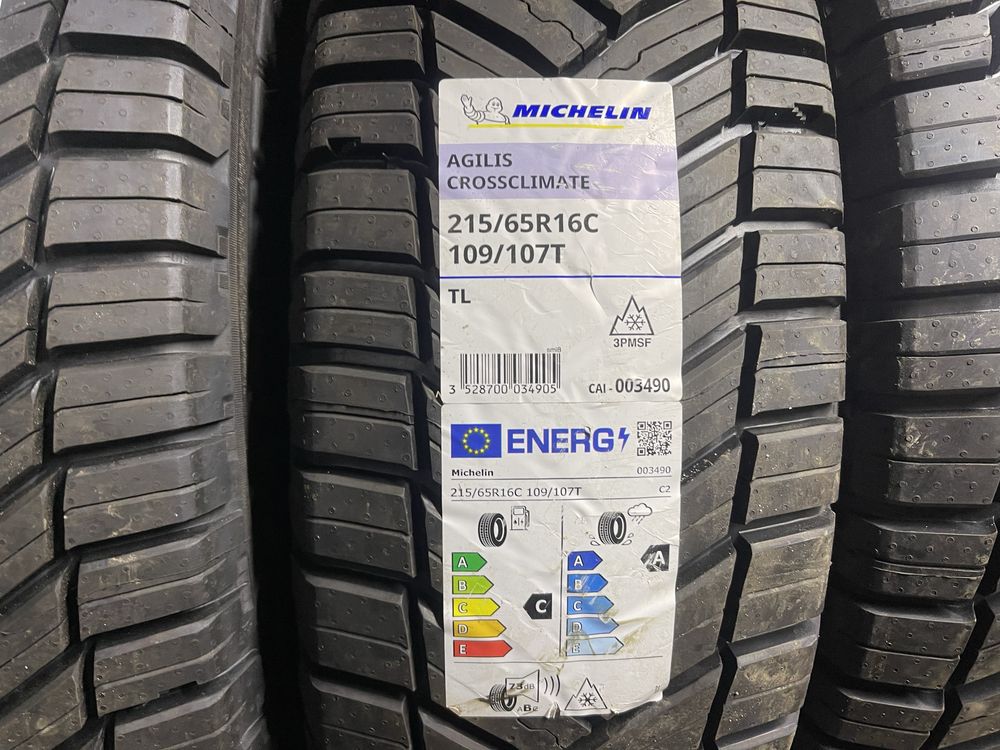 MICHELIN
AGILIS
CROSSCLIMATE
215/65R16C
109/107T
TL
3PMSF
3 528700 034905
CAI - 003490
ENERG
Michelin 003490
215/65R16C 109/107T C2
A A A
B B
C C C
D D
E E
73 dB